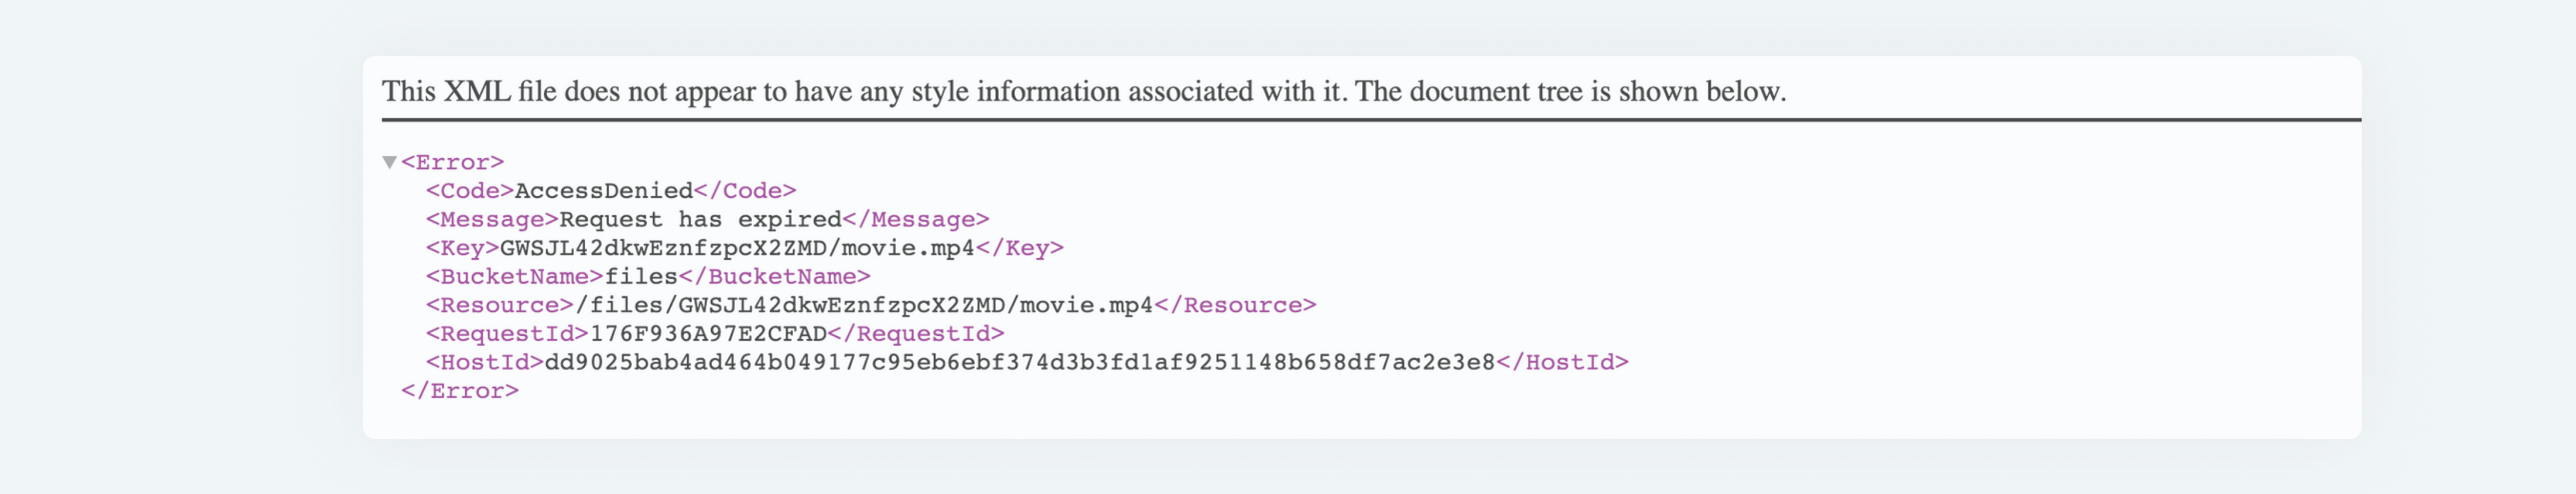 This XML file does not appear to have any style information associated with it. The document tree is shown below.
▼<Error>
<Code>AccessDenied</Code>
<Message>Request has expired</Message>
<Key>GWSJL42dkwEznfzpcX2ZMD/movie.mp4</Key>
<BucketName>files</BucketName>
<Resource>/files/GWSJL42dkwEznfzpcX2ZMD/movie.mp4</Resource>
<RequestId>176F936A97E2CFAD</RequestId>
<HostId>dd9025bab4ad464b049177c95eb6ebf374d3b3fd1af9251148b658df7ac2e3e8</HostId>
</Error>